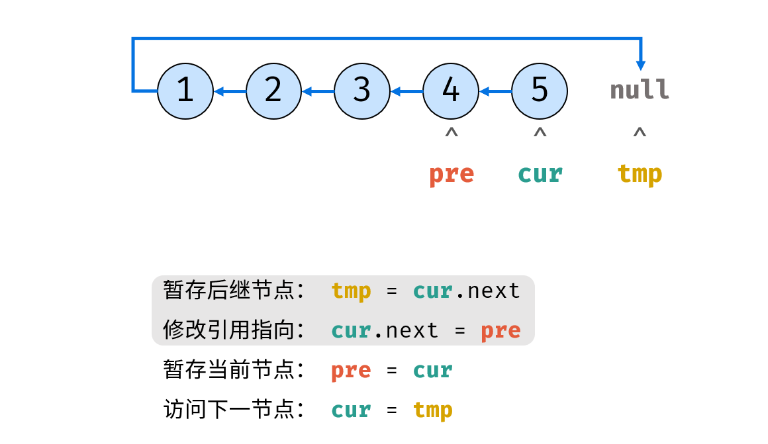 1 2 3 4 5 null
^ ^ ^
pre cur tmp
暂存后继节点： tmp = cur.next
修改引用指向： cur.next = pre
暂存当前节点： pre = cur
访问下一节点： cur = tmp